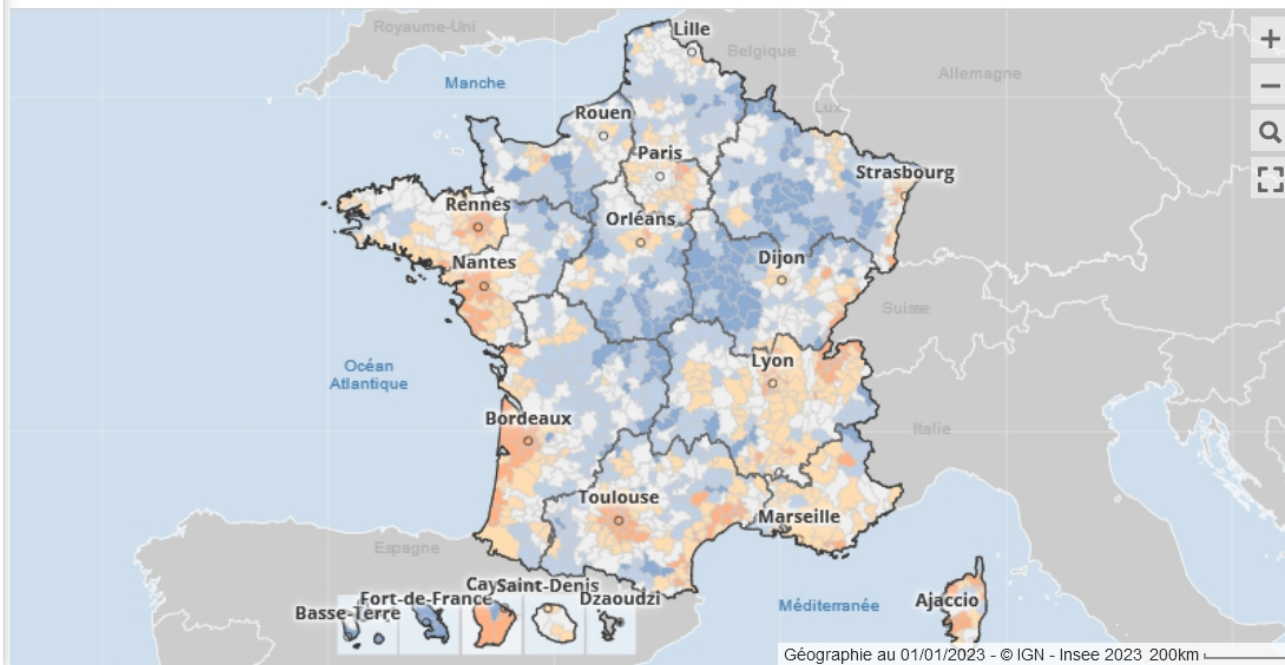 Lille
Royaume-Uni
Belgique
Allemagne
Manche
Lux.
Rouen
Paris
Strasbourg
Rennes
Orléans
Nantes
Dijon
Suisse
Océan
Atlantique
Lyon
Bordeaux
Italie
Toulouse
Marseille
Espagne
Cay
Saint-Denis
Fort-de-France
Dzaoudzi
Basse-Terre
Méditerranée
Ajaccio
Géographie au 01/01/2023 - © IGN - Insee 2023 200km